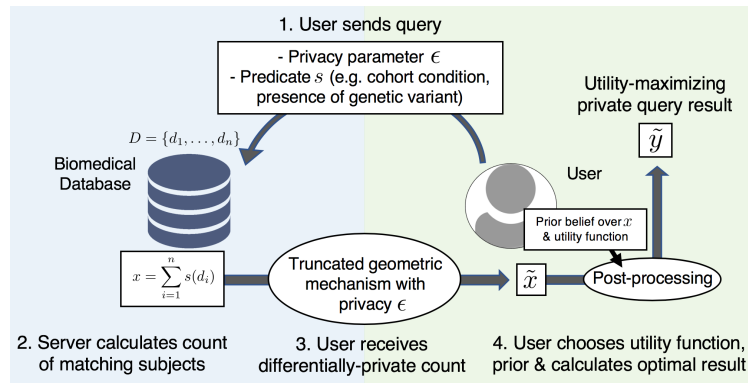 1. User sends query
- Privacy parameter ϵ
- Predicate s (e.g. cohort condition,
presence of genetic variant)
Utility-maximizing
private query result
ỹ
D = {d₁, . . . , dₙ}
Biomedical
Database
User
Prior belief over x
& utility function
x = ∑ᵢ₌₁ⁿ s(dᵢ)
Truncated geometric
mechanism with
privacy ϵ
x̃
Post-processing
2. Server calculates count
of matching subjects
3. User receives
differentially-private count
4. User chooses utility function,
prior & calculates optimal result